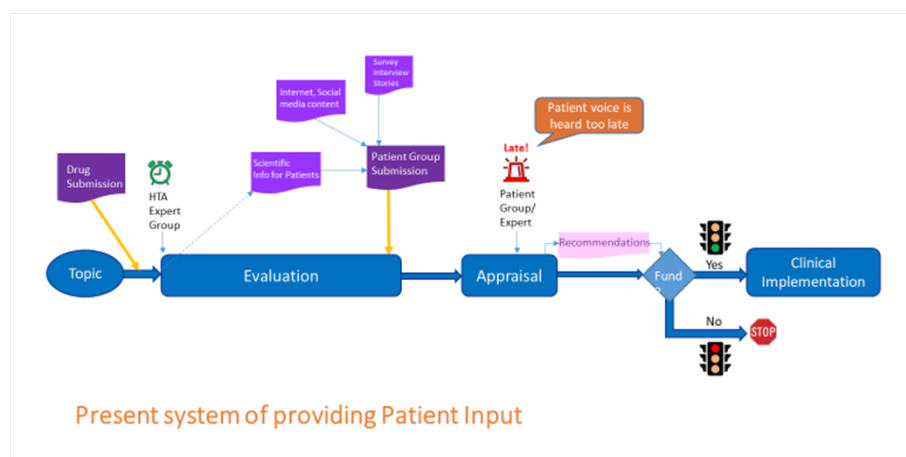 Survey
Interview
Stories
Internet, Social
media content
Patient voice is
heard too late
Late!
Drug
Submission
HTA
Expert
Group
Scientific
Info for Patients
Patient Group
Submission
Patient
Group/
Expert
Recommendations
Topic
Evaluation
Appraisal
Fund
?
Yes
Clinical
Implementation
No
STOP
Present system of providing Patient Input